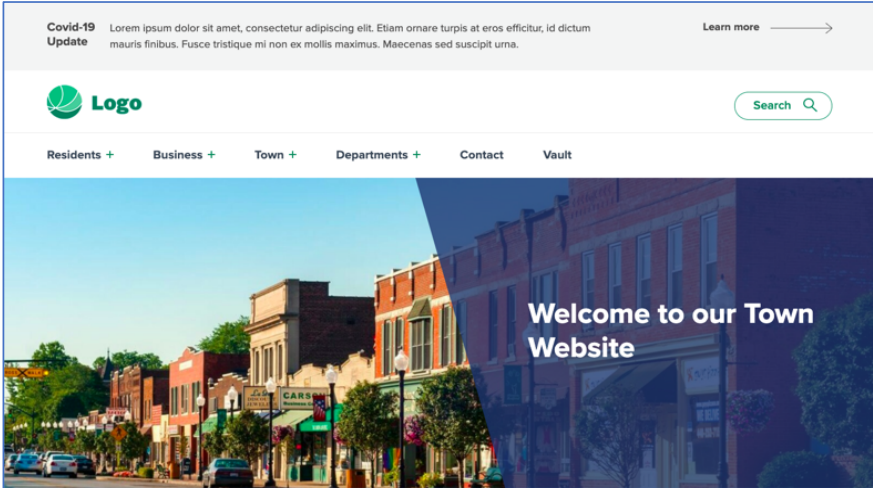 Covid-19 Update
Lorem ipsum dolor sit amet, consectetur adipiscing elit. Etiam ornare turpis at eros efficitur, id dictum
mauris finibus. Fusce tristique mi non ex mollis maximus. Maecenas sed suscipit urna.
Learn more
Logo
Search
Residents +
Business +
Town +
Departments +
Contact
Vault
Welcome to our Town
Website
CARS